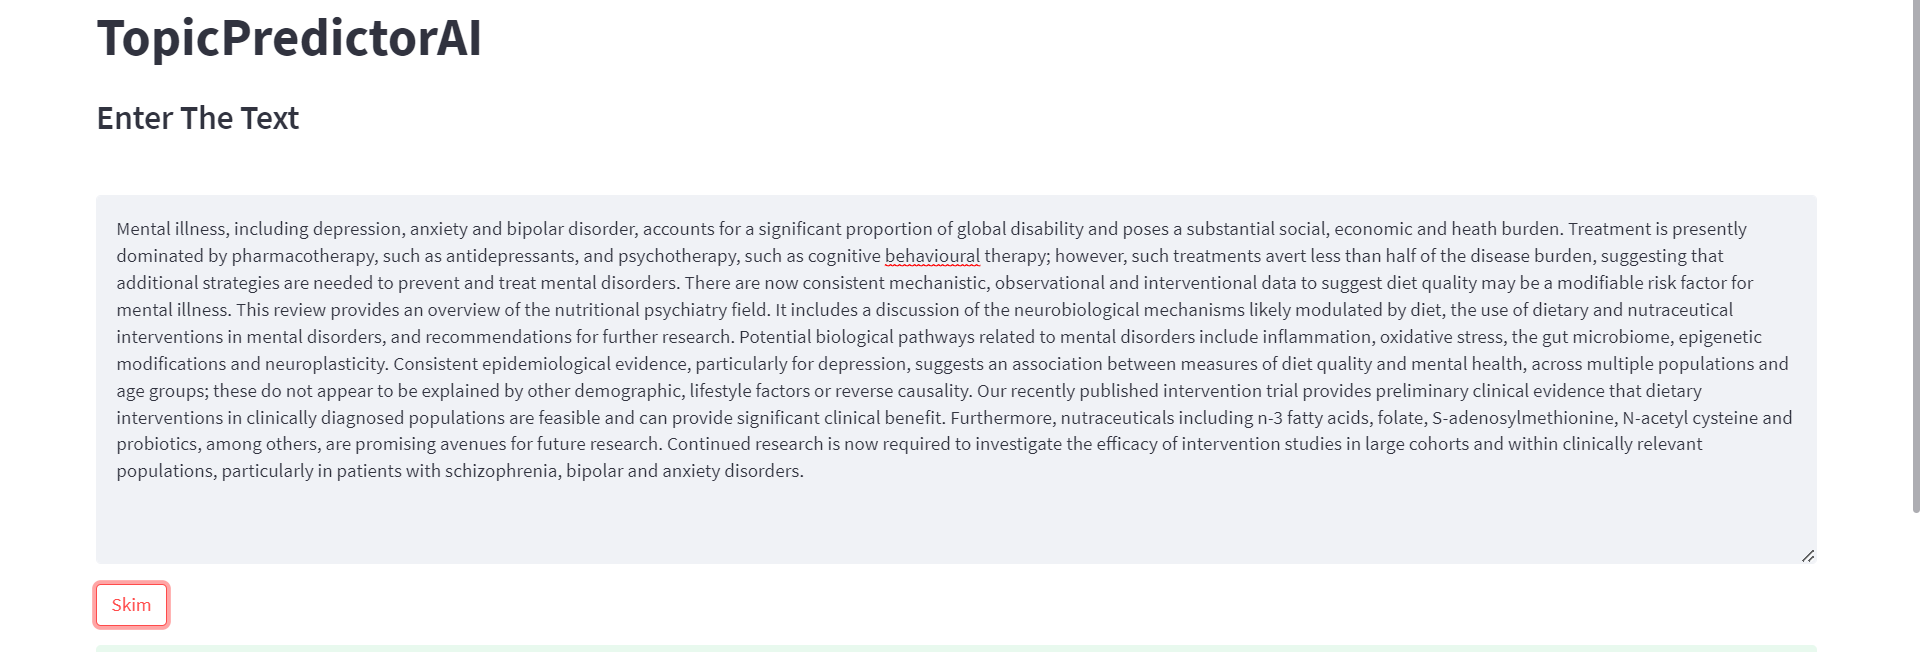 TopicPredictorAI
Enter The Text
Mental illness, including depression, anxiety and bipolar disorder, accounts for a significant proportion of global disability and poses a substantial social, economic and heath burden. Treatment is presently
dominated by pharmacotherapy, such as antidepressants, and psychotherapy, such as cognitive behavioural therapy; however, such treatments avert less than half of the disease burden, suggesting that
additional strategies are needed to prevent and treat mental disorders. There are now consistent mechanistic, observational and interventional data to suggest diet quality may be a modifiable risk factor for
mental illness. This review provides an overview of the nutritional psychiatry field. It includes a discussion of the neurobiological mechanisms likely modulated by diet, the use of dietary and nutraceutical
interventions in mental disorders, and recommendations for further research. Potential biological pathways related to mental disorders include inflammation, oxidative stress, the gut microbiome, epigenetic
modifications and neuroplasticity. Consistent epidemiological evidence, particularly for depression, suggests an association between measures of diet quality and mental health, across multiple populations and
age groups; these do not appear to be explained by other demographic, lifestyle factors or reverse causality. Our recently published intervention trial provides preliminary clinical evidence that dietary
interventions in clinically diagnosed populations are feasible and can provide significant clinical benefit. Furthermore, nutraceuticals including n-3 fatty acids, folate, S-adenosylmethionine, N-acetyl cysteine and
probiotics, among others, are promising avenues for future research. Continued research is now required to investigate the efficacy of intervention studies in large cohorts and within clinically relevant
populations, particularly in patients with schizophrenia, bipolar and anxiety disorders.
Skim